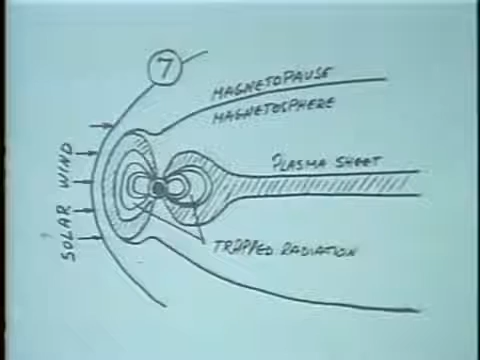 7
MAGNETOPAUSE
MAGNETOSPHERE
PLASMA SHEET
SOLAR WIND
TRAPPED RADIATION